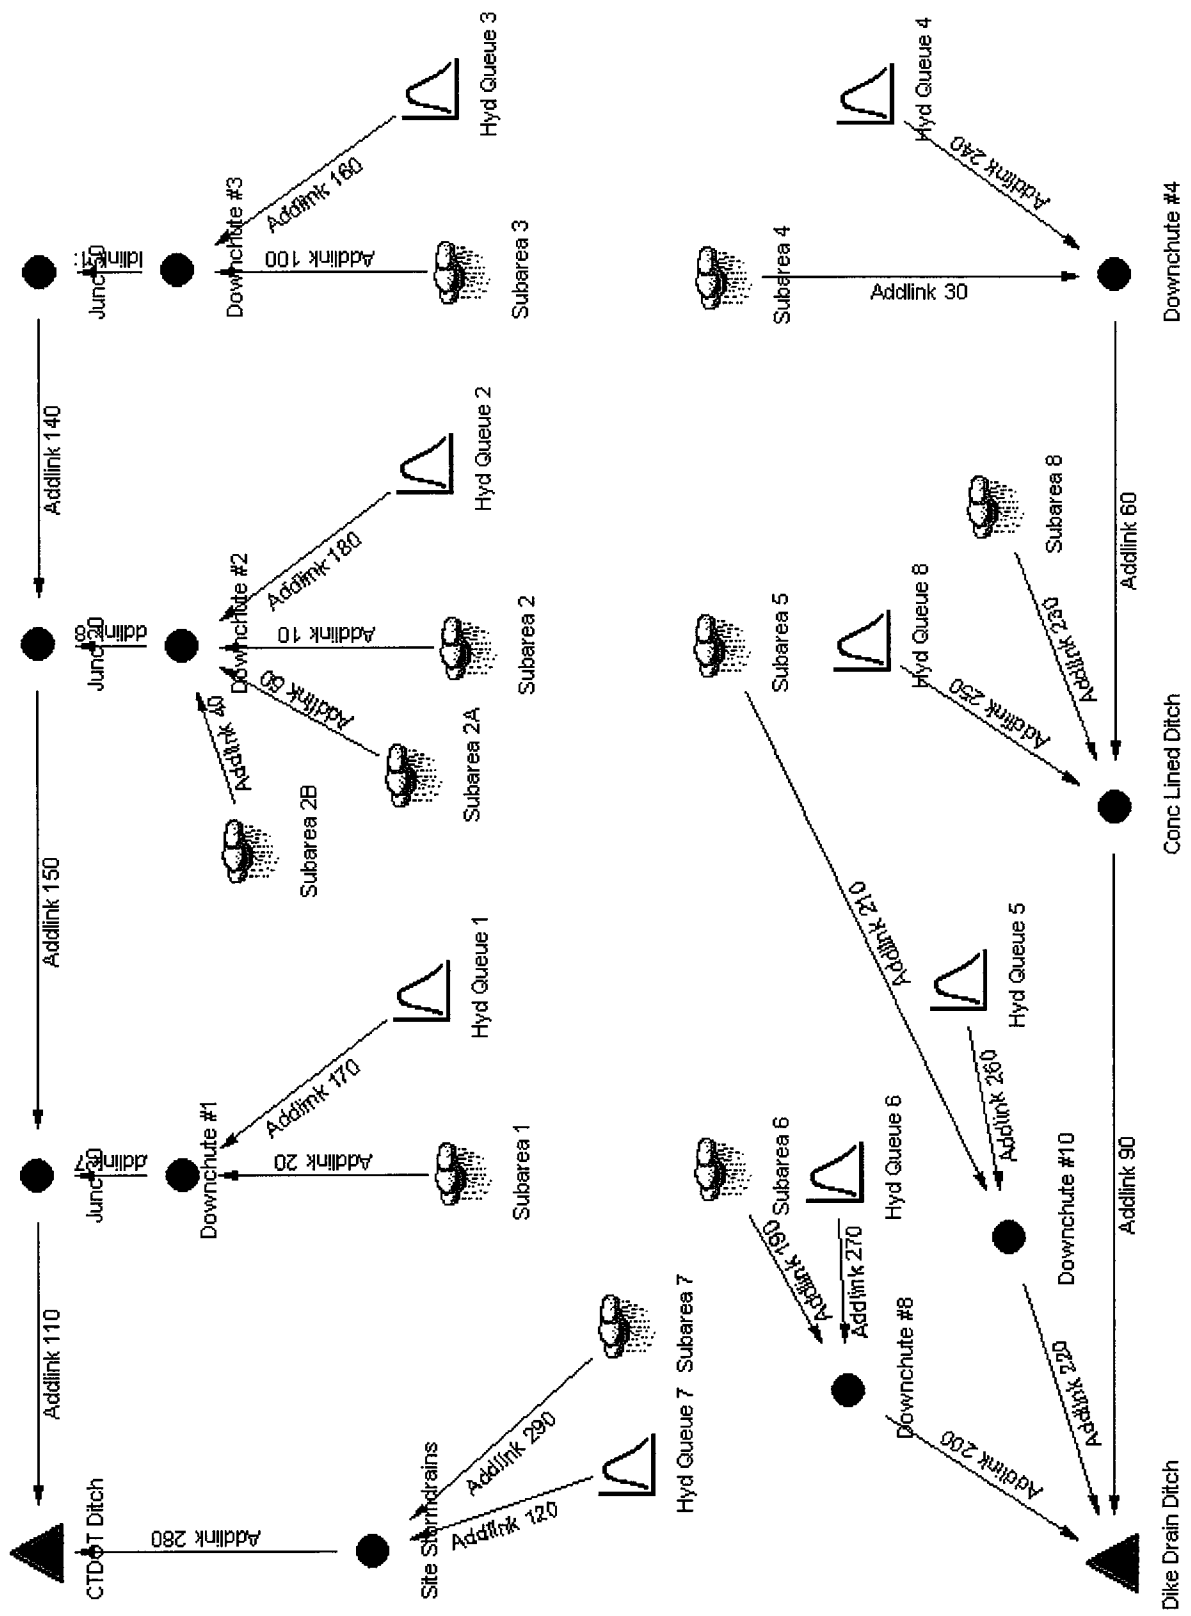 CTDOT Ditch
Addlink 110
Addlink 150
Addlink 140
Addlink 280
Site Stormdrains
Addlink 120
Addlink 290
Hyd Queue 7
Subarea 7
Downchute #1
Addlink 20
Addlink 170
Subarea 1
Hyd Queue 1
Downchute #2
Addlink 40
Addlink 50
Addlink 10
Addlink 180
Subarea 2B
Subarea 2A
Subarea 2
Hyd Queue 2
Downchute #3
Addlink 100
Addlink 160
Subarea 3
Hyd Queue 3
Subarea 6
Hyd Queue 6
Addlink 190
Addlink 270
Downchute #8
Addlink 200
Subarea 5
Addlink 210
Hyd Queue 5
Addlink 260
Downchute #10
Addlink 220
Hyd Queue 8
Addlink 250
Subarea 8
Addlink 230
Subarea 4
Addlink 30
Hyd Queue 4
Addlink 240
Addlink 90
Addlink 60
Dike Drain Ditch
Conc Lined Ditch
Downchute #4